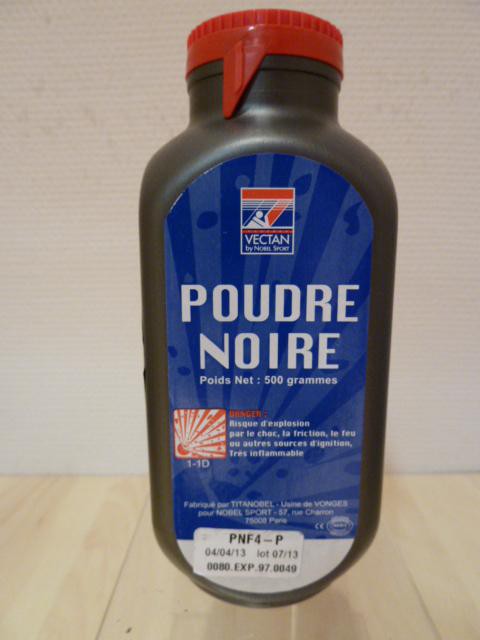 VECTAN
by NOBEL SPORT
POUDRE
NOIRE
Poids Net : 500 grammes
DANGER :
Risque d'explosion
par le choc, la friction, le feu
ou autres sources d'ignition,
Très inflammable
1-1D
Fabriqué par TITANOBEL - Usine de VONGES
pour NOBEL SPORT - 57, rue Charron
75008 Paris
CE
PNF4-P
04/04/13 lot 07/13
0080.EXP.97.0049